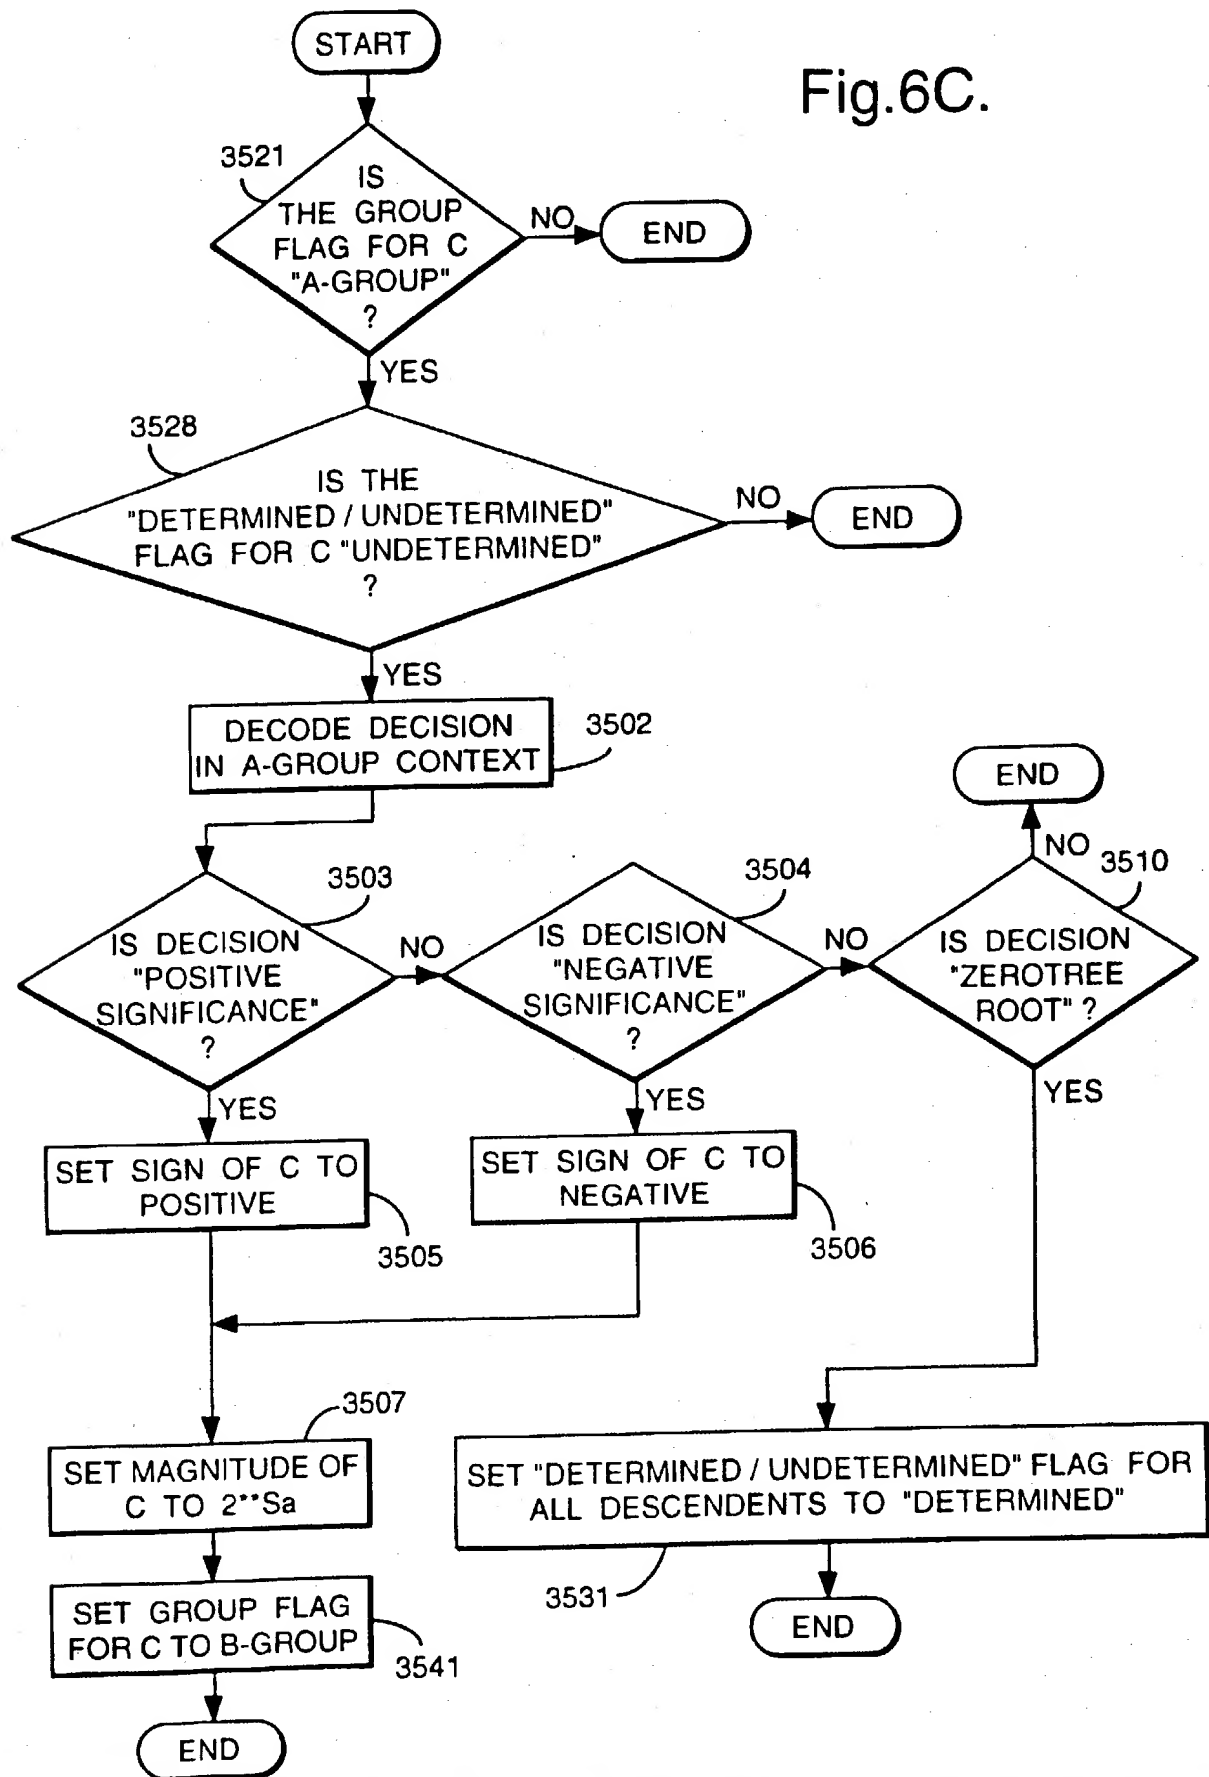 START
Fig.6C.
3521
IS
THE GROUP
FLAG FOR C
"A-GROUP"
?
NO
END
YES
3528
IS THE
"DETERMINED / UNDETERMINED"
FLAG FOR C "UNDETERMINED"
?
NO
END
YES
DECODE DECISION
IN A-GROUP CONTEXT
3502
END
NO
3503
IS DECISION
"POSITIVE
SIGNIFICANCE"
?
NO
3504
IS DECISION
"NEGATIVE
SIGNIFICANCE"
?
NO
3510
IS DECISION
"ZEROTREE
ROOT" ?
YES
YES
YES
SET SIGN OF C TO
POSITIVE
3505
SET SIGN OF C TO
NEGATIVE
3506
3507
SET MAGNITUDE OF
C TO 2**Sa
SET "DETERMINED / UNDETERMINED" FLAG FOR
ALL DESCENDENTS TO "DETERMINED"
3531
SET GROUP FLAG
FOR C TO B-GROUP
3541
END
END